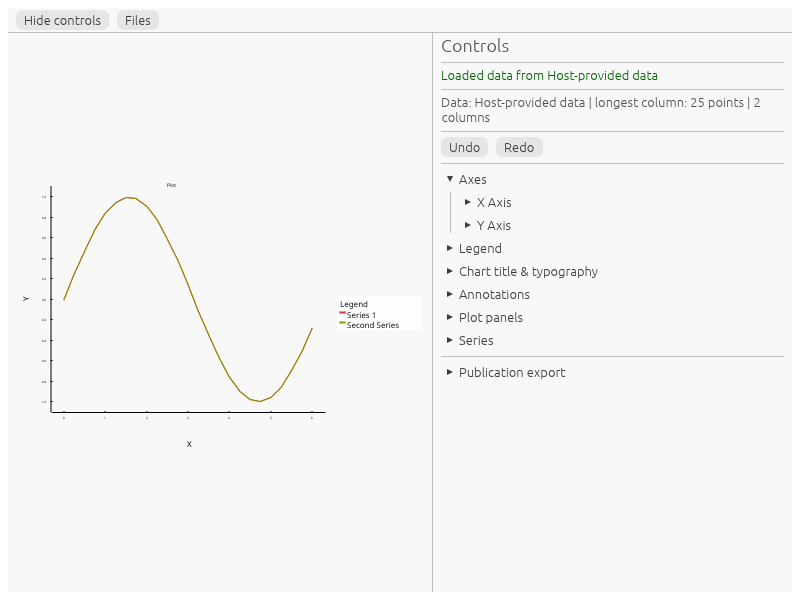 Hide controls
Files
Controls
Loaded data from Host-provided data
Data: Host-provided data | longest column: 25 points | 2
columns
Undo
Redo
Axes
X Axis
Y Axis
Legend
Chart title & typography
Annotations
Plot panels
Series
Publication export
Plot
Y
X
Legend
Series 1
Second Series